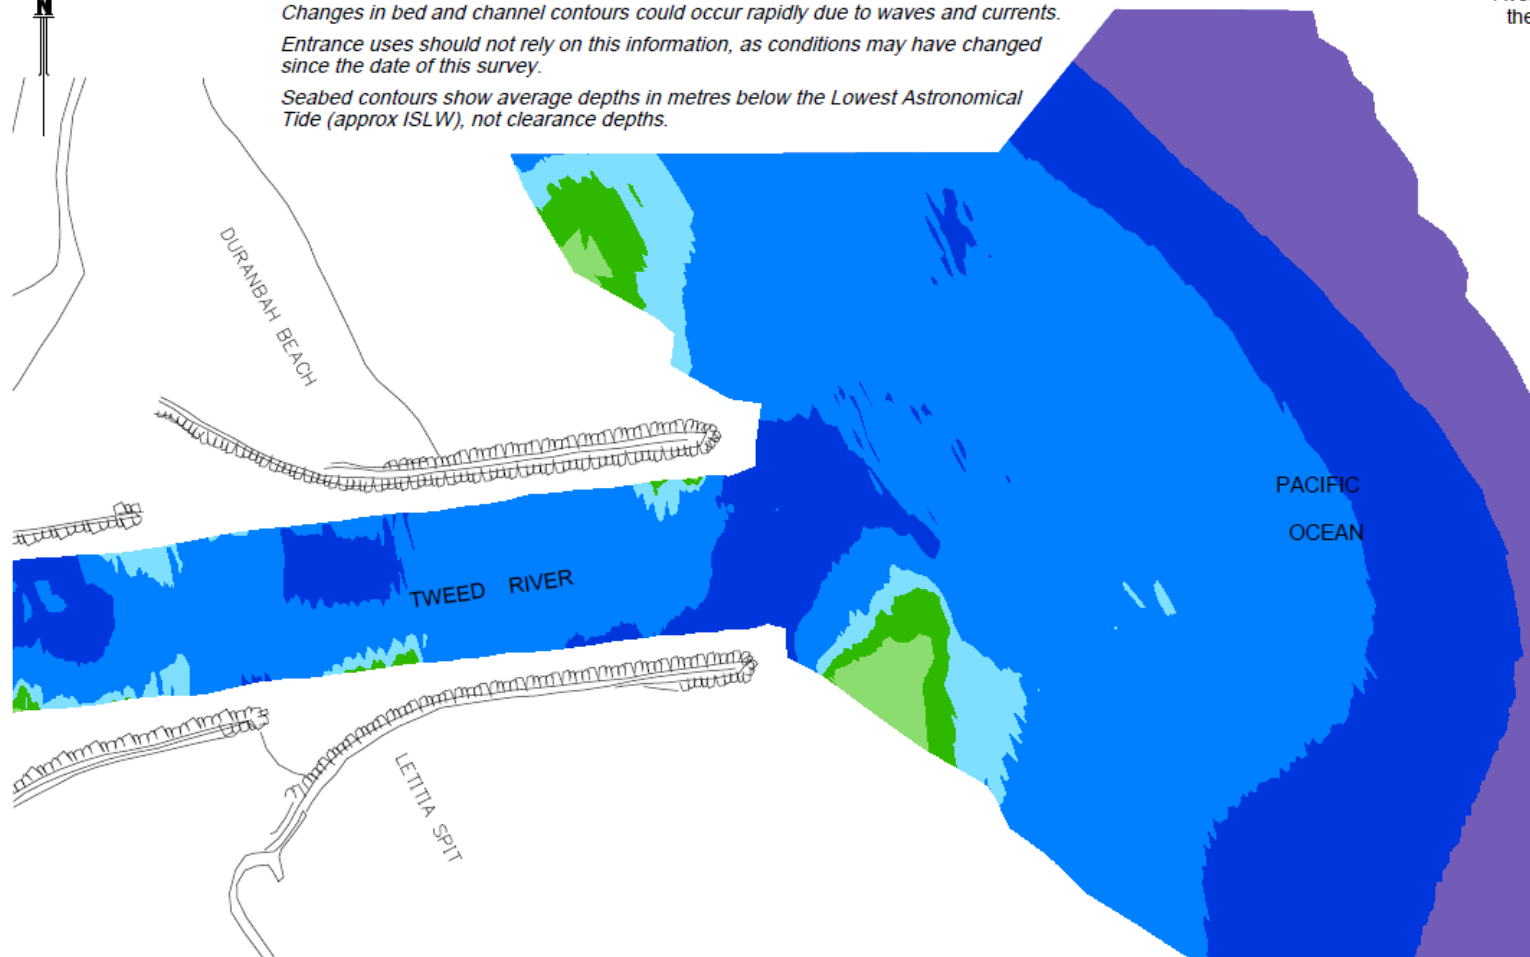 N
Changes in bed and channel contours could occur rapidly due to waves and currents.
Entrance uses should not rely on this information, as conditions may have changed
since the date of this survey.
Seabed contours show average depths in metres below the Lowest Astronomical
Tide (approx ISLW), not clearance depths.
the
DURANBAH BEACH
PACIFIC
OCEAN
TWEED RIVER
LETITIA SPIT